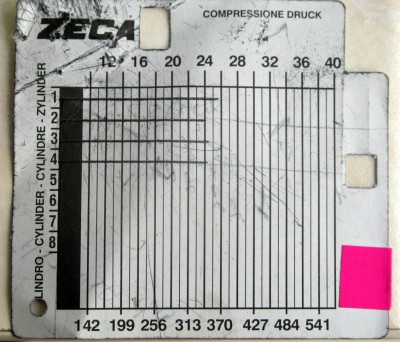 ZECA
COMPRESSIONE DRUCK
12 16 20 24 28 32 36 40
LINDRO - CYLINDER - CYLINDRE - ZYLINDER
1
2
3
4
5
6
7
8
142 199 256 313 370 427 484 541